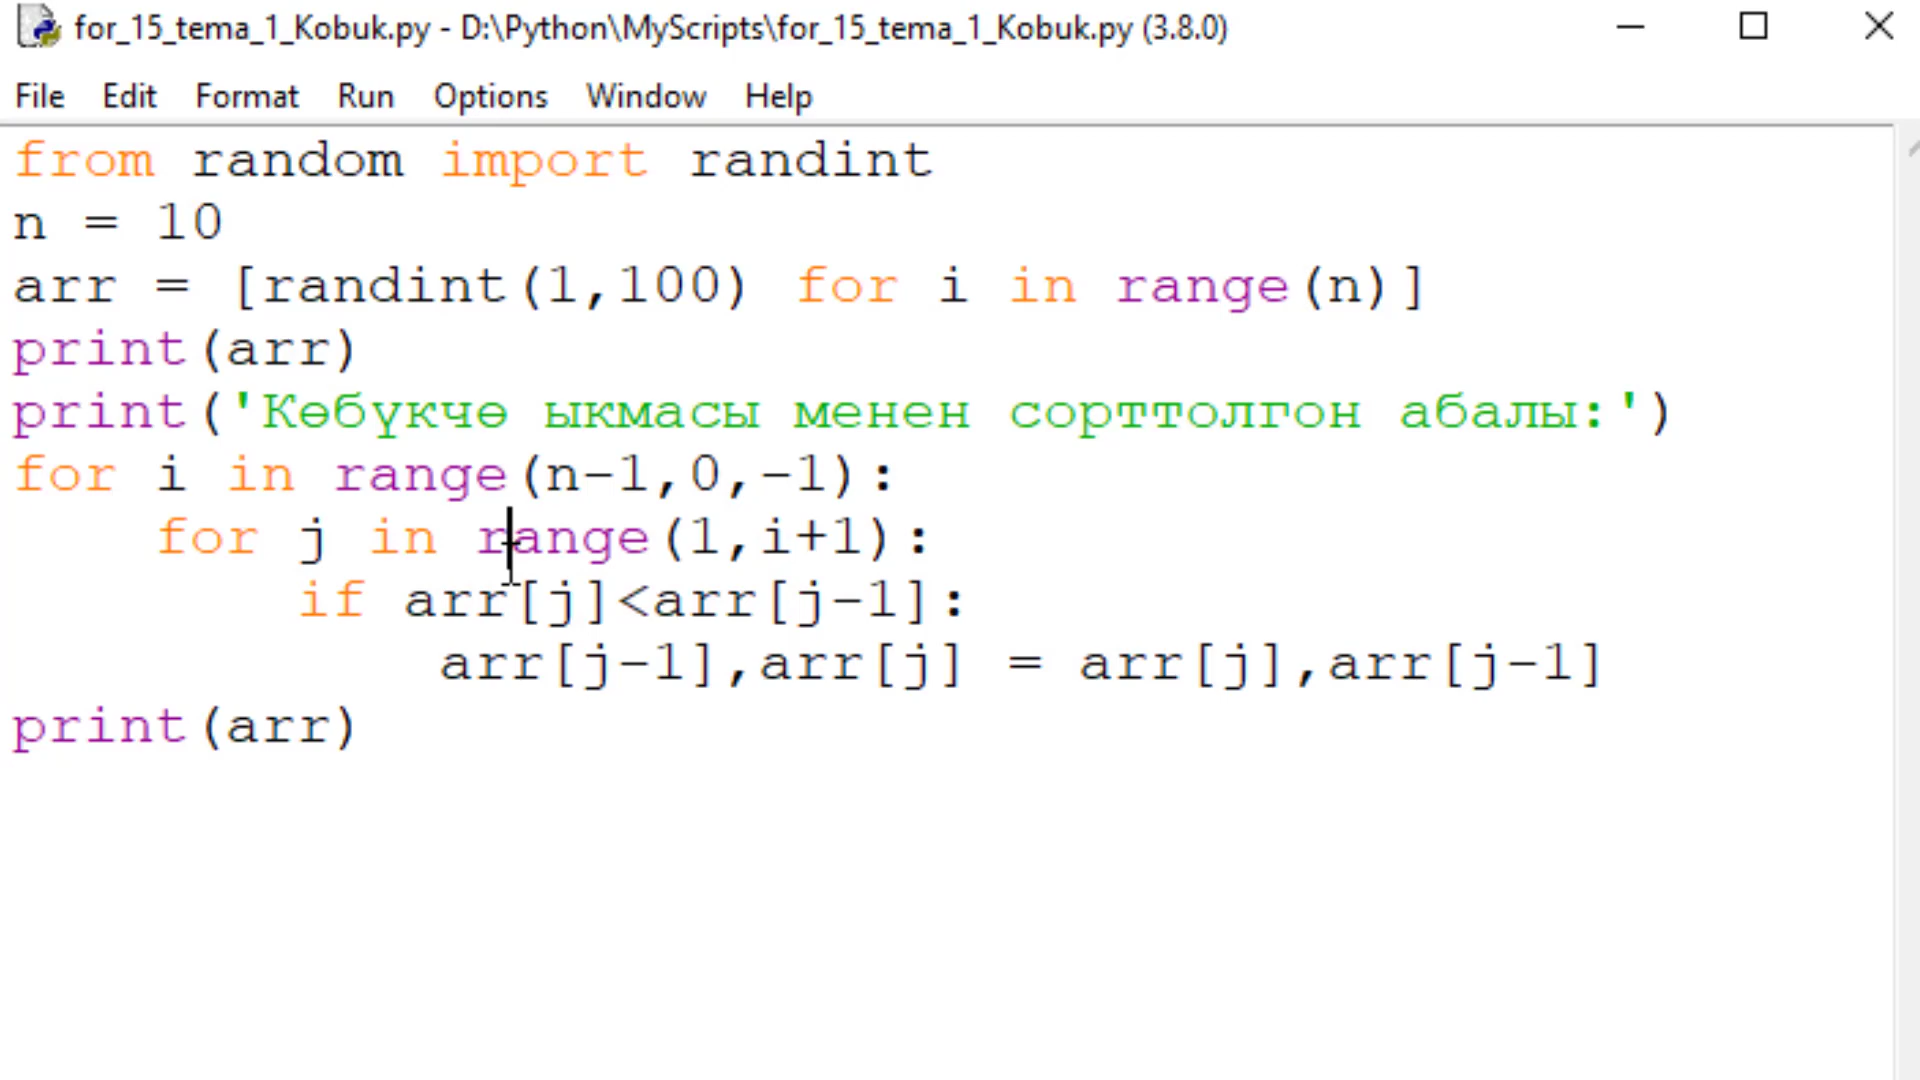 for_15_tema_1_Kobuk.py - D:\Python\MyScripts\for_15_tema_1_Kobuk.py (3.8.0)
File Edit Format Run Options Window Help
from random import randint
n = 10
arr = [randint(1,100) for i in range(n)]
print(arr)
print('Көбүкчө ыкмасы менен сорттолгон абалы:')
for i in range(n-1,0,-1):
    for j in range(1,i+1):
        if arr[j]<arr[j-1]:
            arr[j-1],arr[j] = arr[j],arr[j-1]
print(arr)